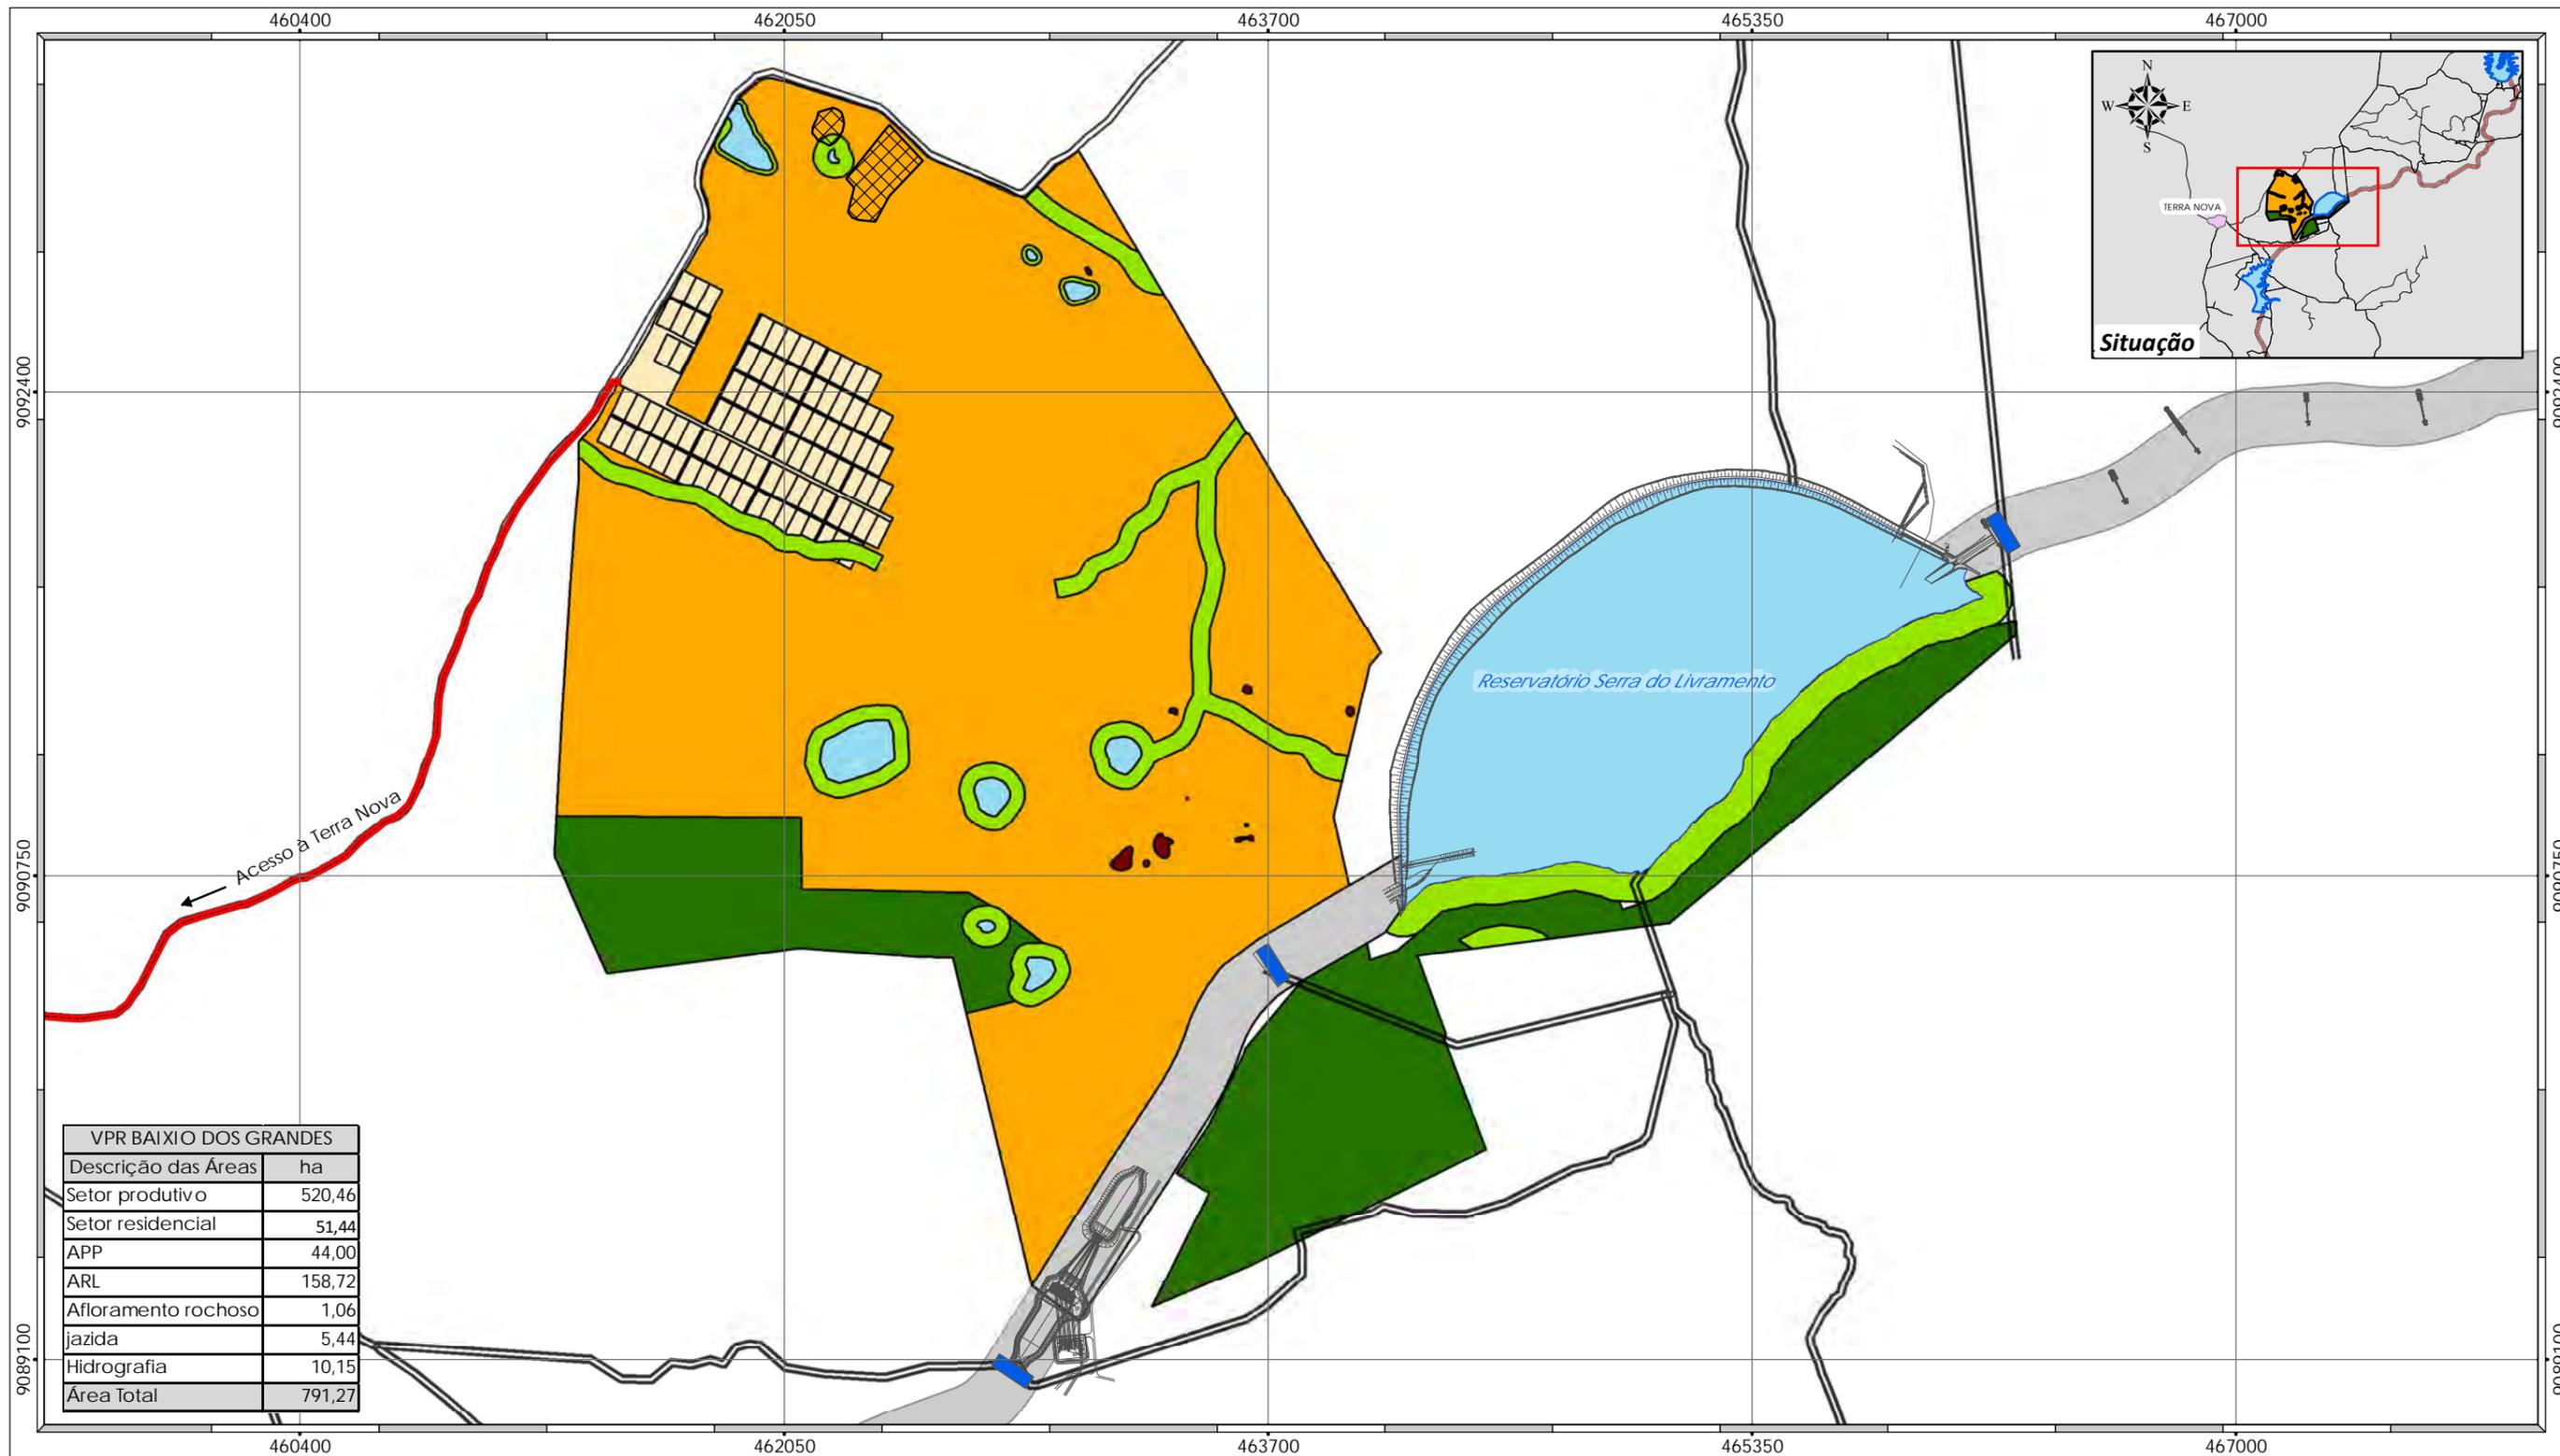 460400 462050 463700 465350 467000
N
W E
S
TERRA NOVA
Situação
9092400 9092400
Reservatório Serra do Livramento
Acesso à Terra Nova
9090750 9090750
VPR BAIXIO DOS GRANDES
Descrição das Áreas ha
Setor produtivo 520,46
Setor residencial 51,44
APP 44,00
ARL 158,72
Afloramento rochoso 1,06
jazida 5,44
Hidrografia 10,15
Área Total 791,27
9089100 9089100
460400 462050 463700 465350 467000